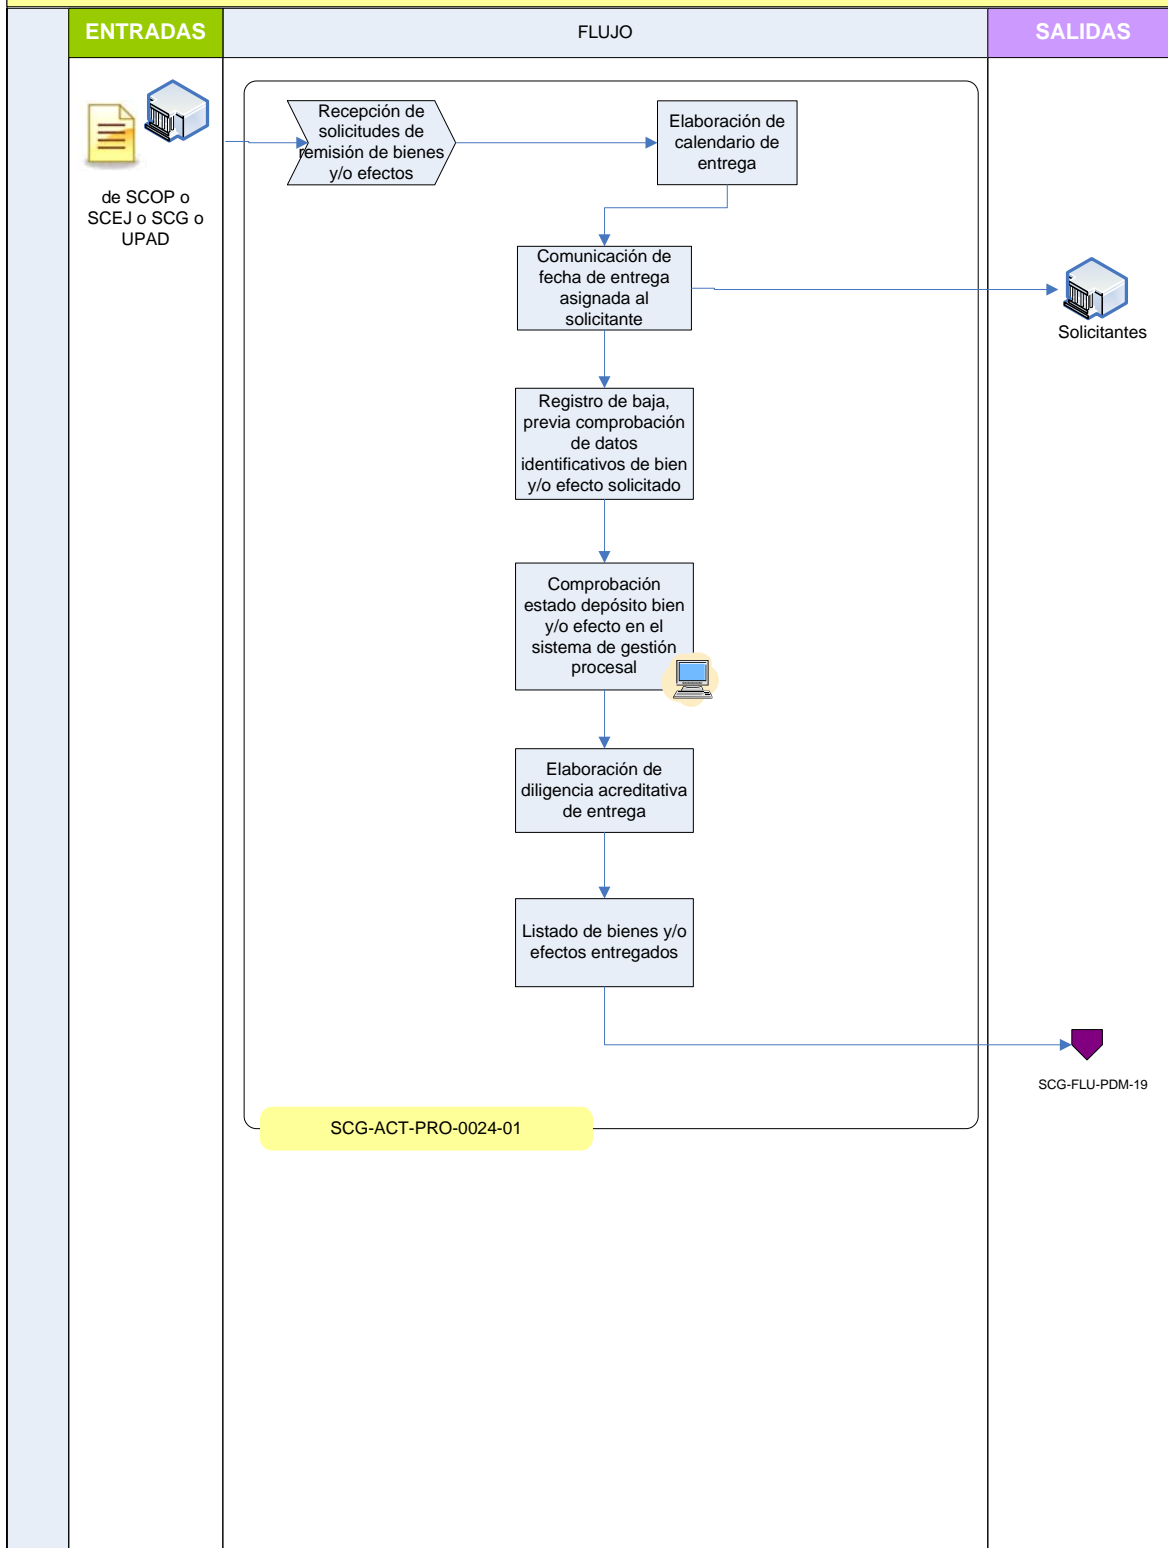 ENTRADAS
FLUJO
SALIDAS
de SCOP o
SCEJ o SCG o
UPAD
Recepción de
solicitudes de
remisión de bienes
y/o efectos
Elaboración de
calendario de
entrega
Comunicación de
fecha de entrega
asignada al
solicitante
Solicitantes
Registro de baja,
previa comprobación
de datos
identificativos de bien
y/o efecto solicitado
Comprobación
estado depósito bien
y/o efecto en el
sistema de gestión
procesal
Elaboración de
diligencia acreditativa
de entrega
Listado de bienes y/o
efectos entregados
SCG-FLU-PDM-19
SCG-ACT-PRO-0024-01